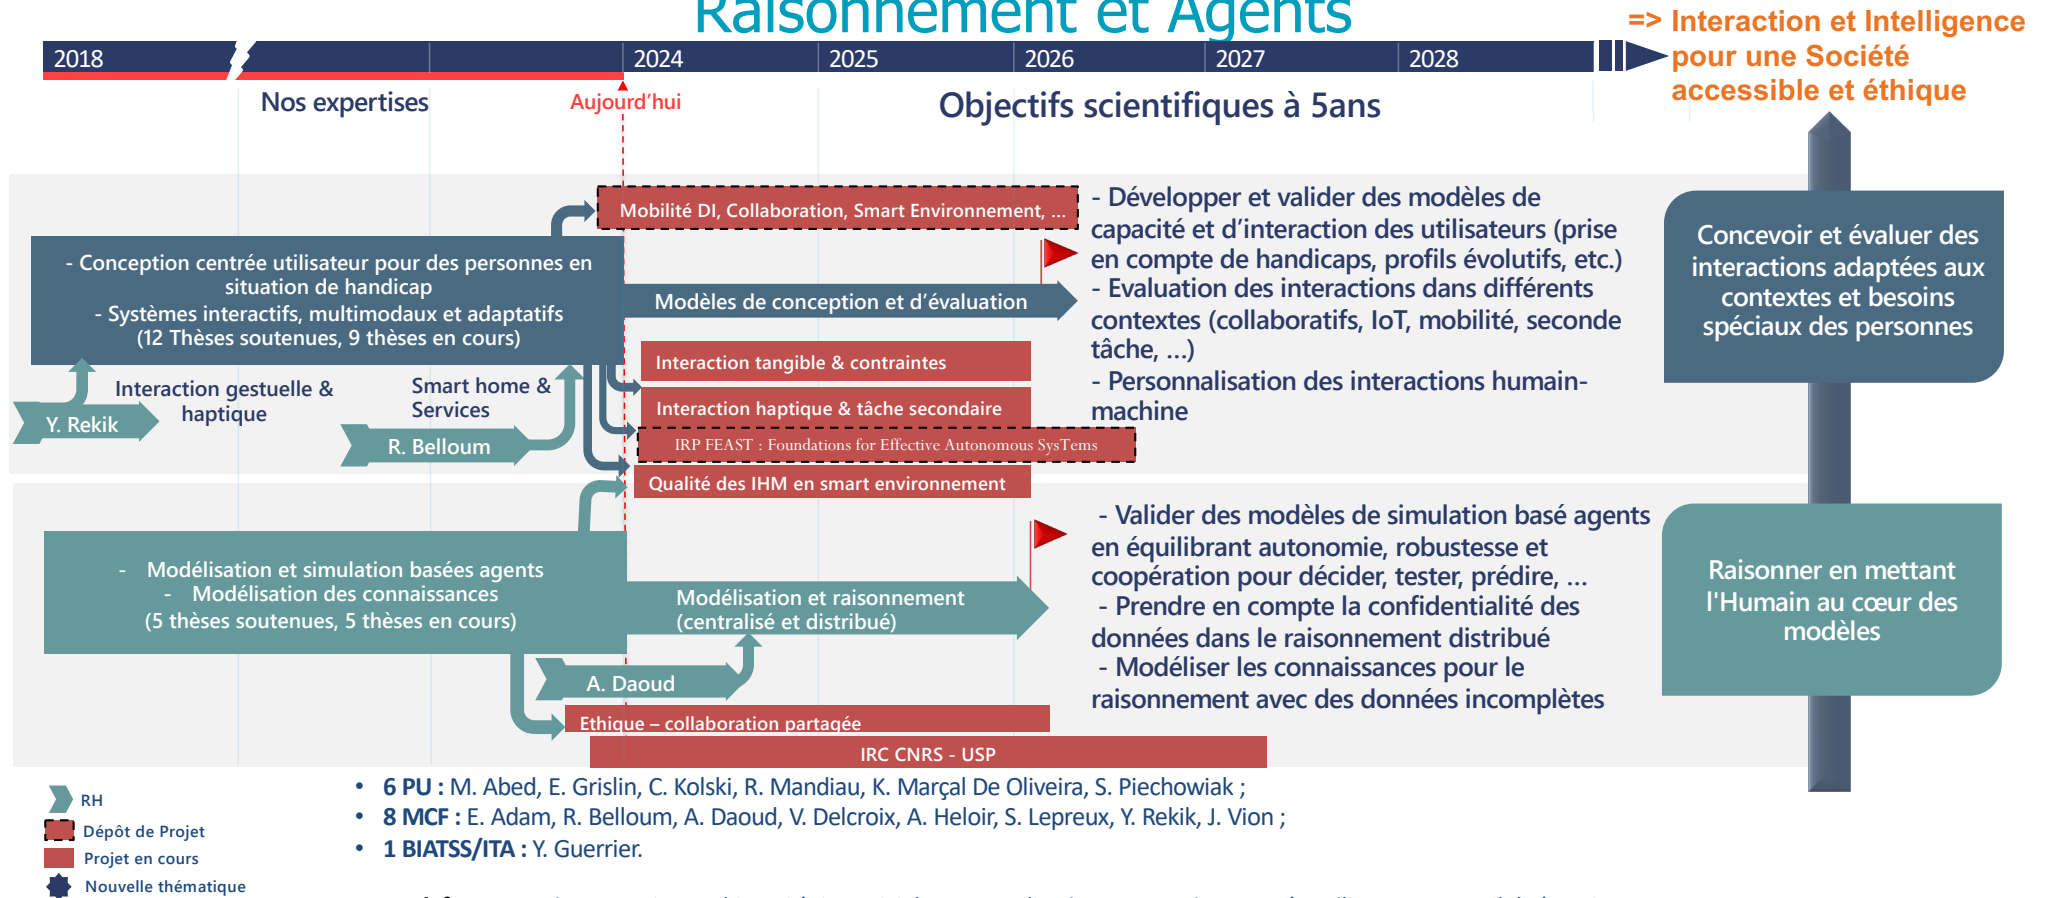 Raisonnement et Agents
=> Interaction et Intelligence
pour une Société
accessible et éthique
2018
2024
2025
2026
2027
2028
Nos expertises
Aujourd'hui
Objectifs scientifiques à 5ans
Mobilité DI, Collaboration, Smart Environnement, ...
- Conception centrée utilisateur pour des personnes en
situation de handicap
- Systèmes interactifs, multimodaux et adaptatifs
(12 Thèses soutenues, 9 thèses en cours)
Modèles de conception et d'évaluation
- Développer et valider des modèles de
capacité et d'interaction des utilisateurs (prise
en compte de handicaps, profils évolutifs, etc.)
- Evaluation des interactions dans différents
contextes (collaboratifs, IoT, mobilité, seconde
tâche, ...)
- Personnalisation des interactions humain-
machine
Concevoir et évaluer des
interactions adaptées aux
contextes et besoins
spéciaux des personnes
Y. Rekik
Interaction gestuelle &
haptique
Smart home &
Services
R. Belloum
Interaction tangible & contraintes
Interaction haptique & tâche secondaire
IRP FEAST : Foundations for Effective Autonomous SysTems
Qualité des IHM en smart environnement
- Modélisation et simulation basées agents
- Modélisation des connaissances
(5 thèses soutenues, 5 thèses en cours)
Modélisation et raisonnement
(centralisé et distribué)
A. Daoud
Ethique – collaboration partagée
IRC CNRS - USP
- Valider des modèles de simulation basé agents
en équilibrant autonomie, robustesse et
coopération pour décider, tester, prédire, ...
- Prendre en compte la confidentialité des
données dans le raisonnement distribué
- Modéliser les connaissances pour le
raisonnement avec des données incomplètes
Raisonner en mettant
l'Humain au cœur des
modèles
RH
Dépôt de Projet
Projet en cours
Nouvelle thématique
• 6 PU : M. Abed, E. Grislin, C. Kolski, R. Mandiau, K. Marçal De Oliveira, S. Piechowiak ;
• 8 MCF : E. Adam, R. Belloum, A. Daoud, V. Delcroix, A. Heloir, S. Lepreux, Y. Rekik, J. Vion ;
• 1 BIATSS/ITA : Y. Guerrier.